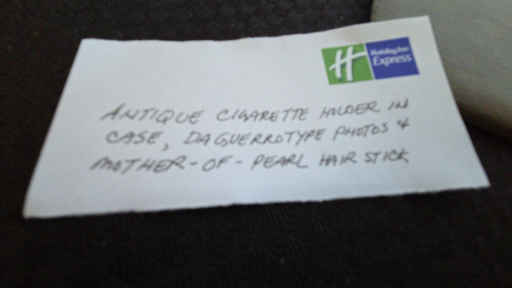 Holiday Inn
Express
ANTIQUE CIGARETTE HOLDER IN
CASE, DAGUERROTYPE PHOTOS &
MOTHER-OF-PEARL HAIR STICK